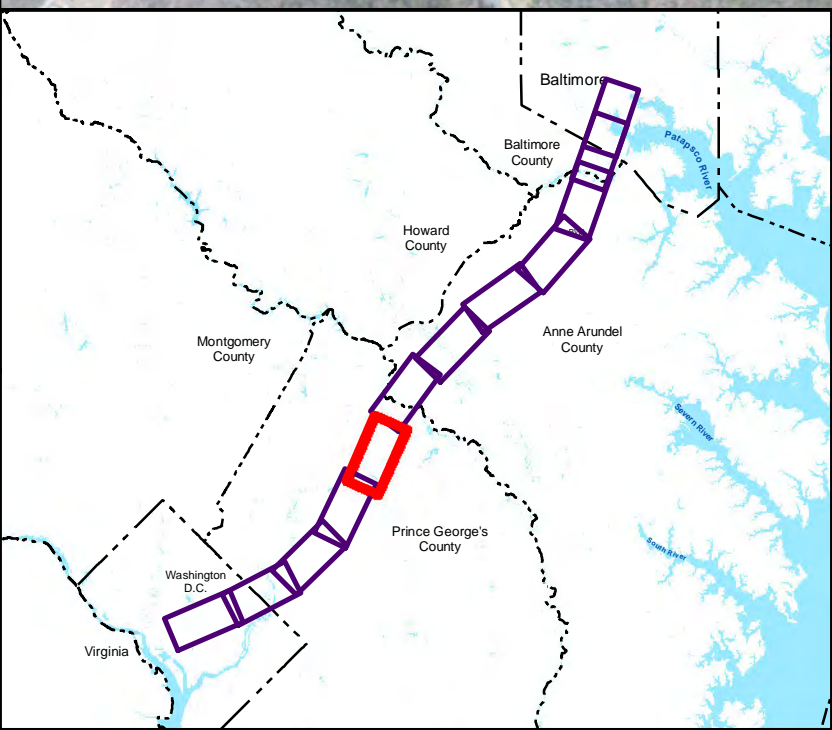 Baltimore
Patapsco River
Baltimore
County
Howard
County
Montgomery
County
Anne Arundel
County
Severn River
Prince George's
County
South River
Washington
D.C.
Virginia